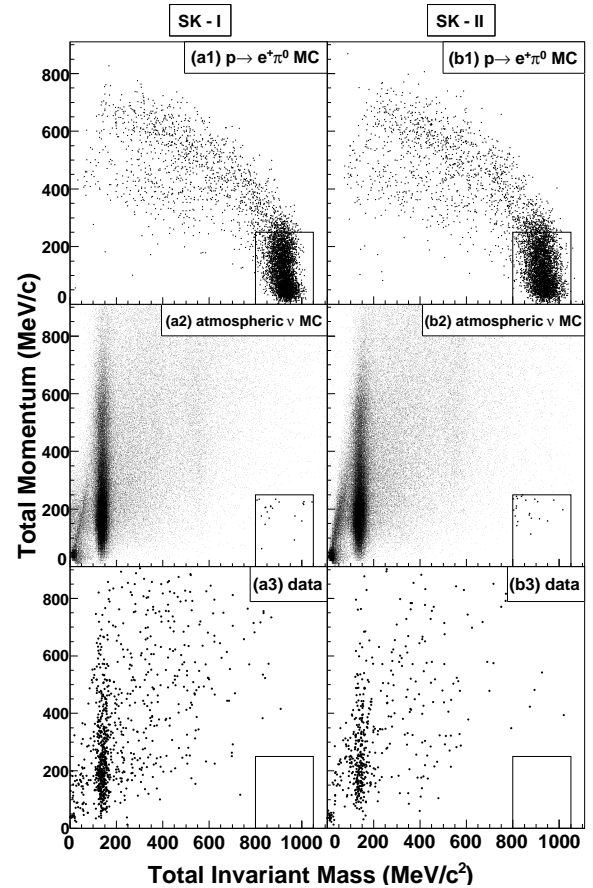 SK - I
SK - II
(a1) p→ e⁺π⁰ MC
(b1) p→ e⁺π⁰ MC
800
600
400
200
0
(a2) atmospheric ν MC
(b2) atmospheric ν MC
800
600
400
200
0
(a3) data
(b3) data
800
600
400
200
0
0 200 400 600 800 1000
0 200 400 600 800 1000
Total Momentum (MeV/c)
Total Invariant Mass (MeV/c²)